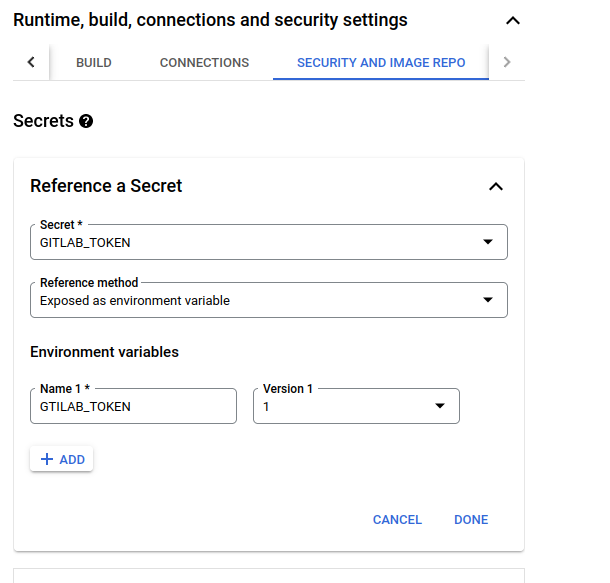 Runtime, build, connections and security settings
BUILD CONNECTIONS SECURITY AND IMAGE REPO
Secrets
Reference a Secret
Secret *
GITLAB_TOKEN
Reference method
Exposed as environment variable
Environment variables
Name 1 * Version 1
GTILAB_TOKEN 1
ADD
CANCEL DONE